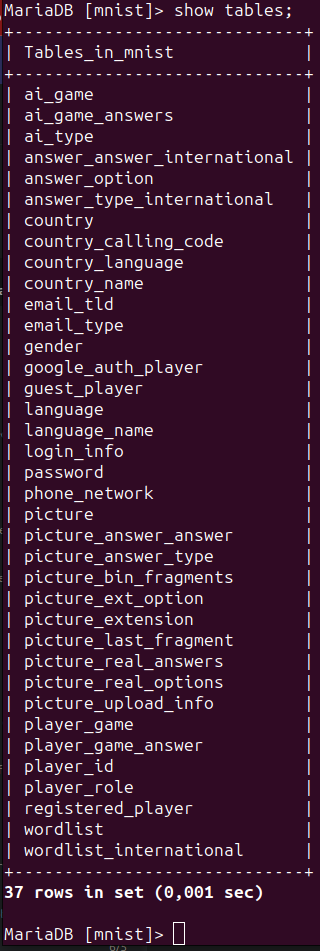 MariaDB [mnist]> show tables;
+-----------------------------+
| Tables_in_mnist             |
+-----------------------------+
| ai_game                     |
| ai_game_answers             |
| ai_type                     |
| answer_answer_international |
| answer_option               |
| answer_type_international   |
| country                     |
| country_calling_code        |
| country_language            |
| country_name                |
| email_tld                   |
| email_type                  |
| gender                      |
| google_auth_player          |
| guest_player                |
| language                    |
| language_name               |
| login_info                  |
| password                    |
| phone_network               |
| picture                     |
| picture_answer_answer       |
| picture_answer_type         |
| picture_bin_fragments       |
| picture_ext_option          |
| picture_extension           |
| picture_last_fragment       |
| picture_real_answers        |
| picture_real_options        |
| picture_upload_info         |
| player_game                 |
| player_game_answer          |
| player_id                   |
| player_role                 |
| registered_player           |
| wordlist                    |
| wordlist_international      |
+-----------------------------+
37 rows in set (0,001 sec)
MariaDB [mnist]>